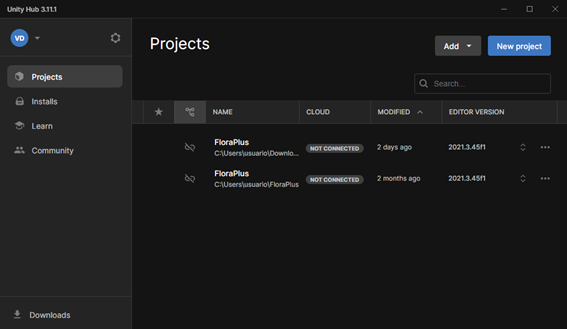 Unity Hub 3.11.1
VD
Projects
Installs
Learn
Community
Downloads
Projects
Add
New project
Search...
NAME CLOUD MODIFIED EDITOR VERSION
FloraPlus
C:\Users\usuario\Downlo...
NOT CONNECTED
2 days ago
2021.3.45f1
FloraPlus
C:\Users\usuario\FloraPlus
NOT CONNECTED
2 months ago
2021.3.45f1